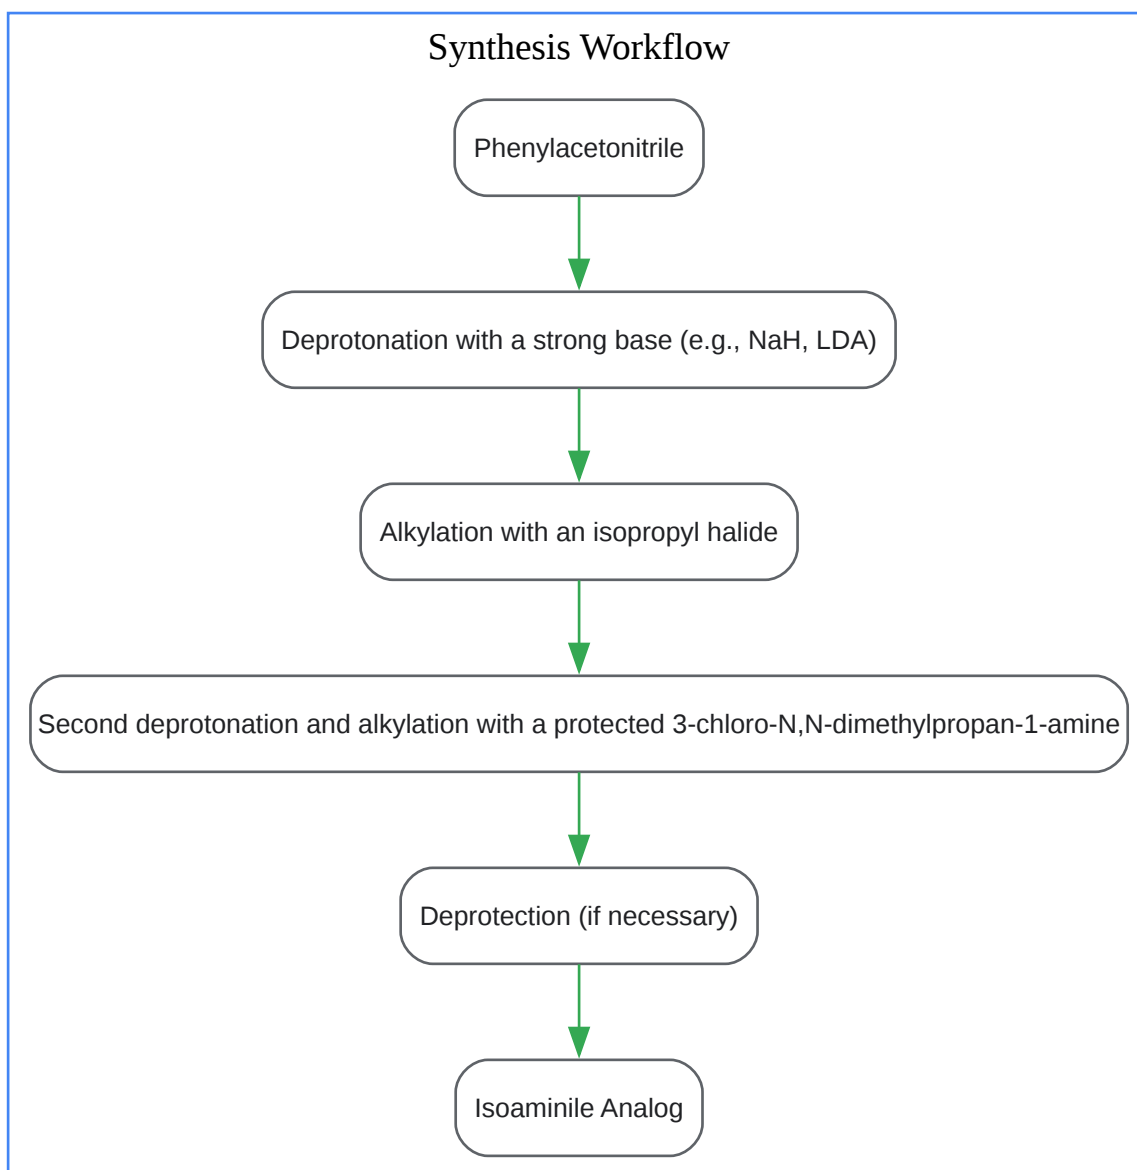 Synthesis Workflow
Phenylacetonitrile
Deprotonation with a strong base (e.g., NaH, LDA)
Alkylation with an isopropyl halide
Second deprotonation and alkylation with a protected 3-chloro-N,N-dimethylpropan-1-amine
Deprotection (if necessary)
Isoaminile Analog